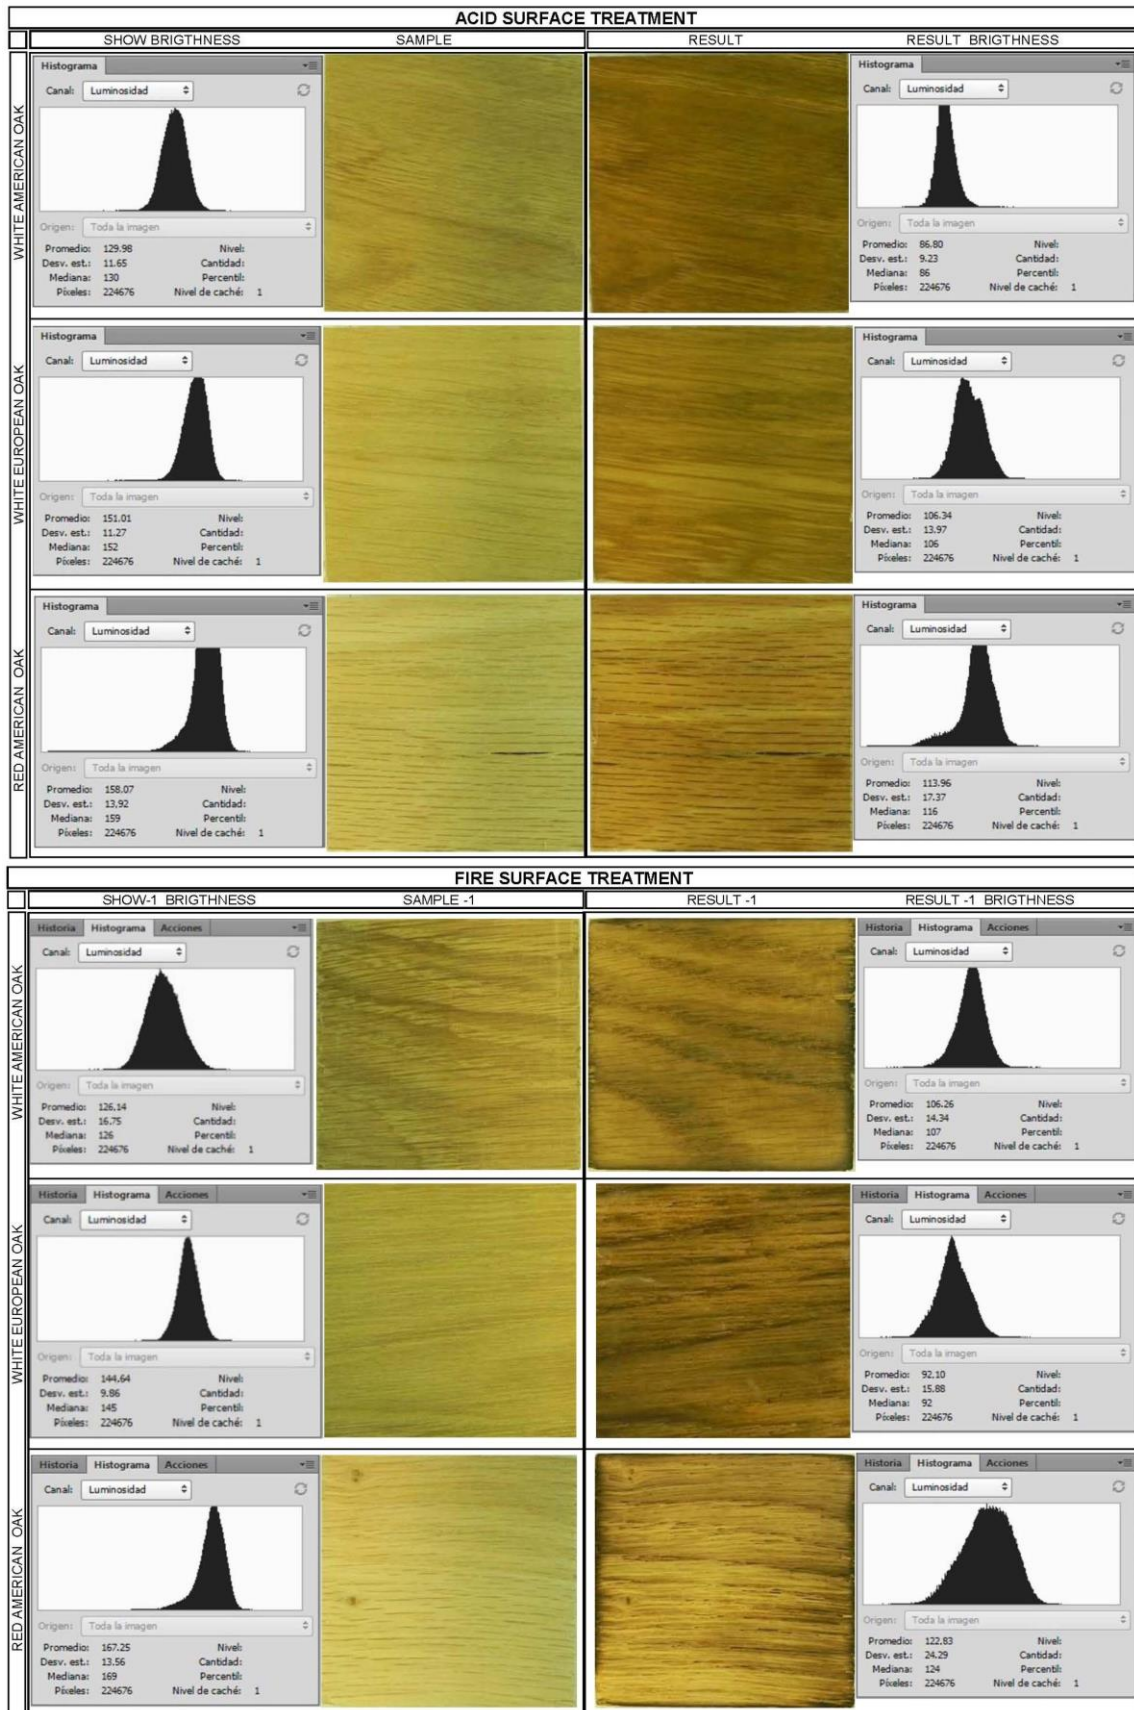 ACID SURFACE TREATMENT
SHOW BRIGTHNESS SAMPLE RESULT RESULT BRIGTHNESS
WHITE AMERICAN OAK
Histograma
Canal: Luminosidad
Origen: Toda la imagen
Promedio: 129.98 Nivel:
Desv. est.: 11.65 Cantidad:
Mediana: 130 Percentil:
Píxeles: 224676 Nivel de caché: 1
Histograma
Canal: Luminosidad
Origen: Toda la imagen
Promedio: 86.80 Nivel:
Desv. est.: 9.23 Cantidad:
Mediana: 86 Percentil:
Píxeles: 224676 Nivel de caché: 1
WHITE EUROPEAN OAK
Histograma
Canal: Luminosidad
Origen: Toda la imagen
Promedio: 151.01 Nivel:
Desv. est.: 11.27 Cantidad:
Mediana: 152 Percentil:
Píxeles: 224676 Nivel de caché: 1
Histograma
Canal: Luminosidad
Origen: Toda la imagen
Promedio: 106.34 Nivel:
Desv. est.: 13.97 Cantidad:
Mediana: 106 Percentil:
Píxeles: 224676 Nivel de caché: 1
RED AMERICAN OAK
Histograma
Canal: Luminosidad
Origen: Toda la imagen
Promedio: 158.07 Nivel:
Desv. est.: 13,92 Cantidad:
Mediana: 159 Percentil:
Píxeles: 224676 Nivel de caché: 1
Histograma
Canal: Luminosidad
Origen: Toda la imagen
Promedio: 113.96 Nivel:
Desv. est.: 17.37 Cantidad:
Mediana: 116 Percentil:
Píxeles: 224676 Nivel de caché: 1
FIRE SURFACE TREATMENT
SHOW-1 BRIGTHNESS SAMPLE -1 RESULT -1 RESULT -1 BRIGTHNESS
WHITE AMERICAN OAK
Historia Histograma Acciones
Canal: Luminosidad
Origen: Toda la imagen
Promedio: 126.14 Nivel:
Desv. est.: 16.75 Cantidad:
Mediana: 126 Percentil:
Píxeles: 224676 Nivel de caché: 1
Historia Histograma Acciones
Canal: Luminosidad
Origen: Toda la imagen
Promedio: 106.26 Nivel:
Desv. est.: 14.34 Cantidad:
Mediana: 107 Percentil:
Píxeles: 224676 Nivel de caché: 1
WHITE EUROPEAN OAK
Historia Histograma Acciones
Canal: Luminosidad
Origen: Toda la imagen
Promedio: 144.64 Nivel:
Desv. est.: 9.86 Cantidad:
Mediana: 145 Percentil:
Píxeles: 224676 Nivel de caché: 1
Historia Histograma Acciones
Canal: Luminosidad
Origen: Toda la imagen
Promedio: 92.10 Nivel:
Desv. est.: 15.88 Cantidad:
Mediana: 92 Percentil:
Píxeles: 224676 Nivel de caché: 1
RED AMERICAN OAK
Historia Histograma Acciones
Canal: Luminosidad
Origen: Toda la imagen
Promedio: 167.25 Nivel:
Desv. est.: 13.56 Cantidad:
Mediana: 169 Percentil:
Píxeles: 224676 Nivel de caché: 1
Historia Histograma Acciones
Canal: Luminosidad
Origen: Toda la imagen
Promedio: 122.83 Nivel:
Desv. est.: 24.29 Cantidad:
Mediana: 124 Percentil:
Píxeles: 224676 Nivel de caché: 1